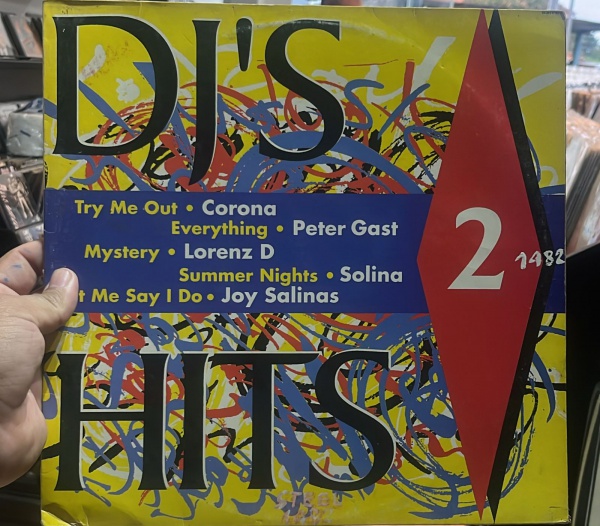 DJ'S
Try Me Out • Corona
Everything • Peter Gast
Mystery • Lorenz D
Summer Nights • Solina
t Me Say I Do • Joy Salinas
2
1982
HITS